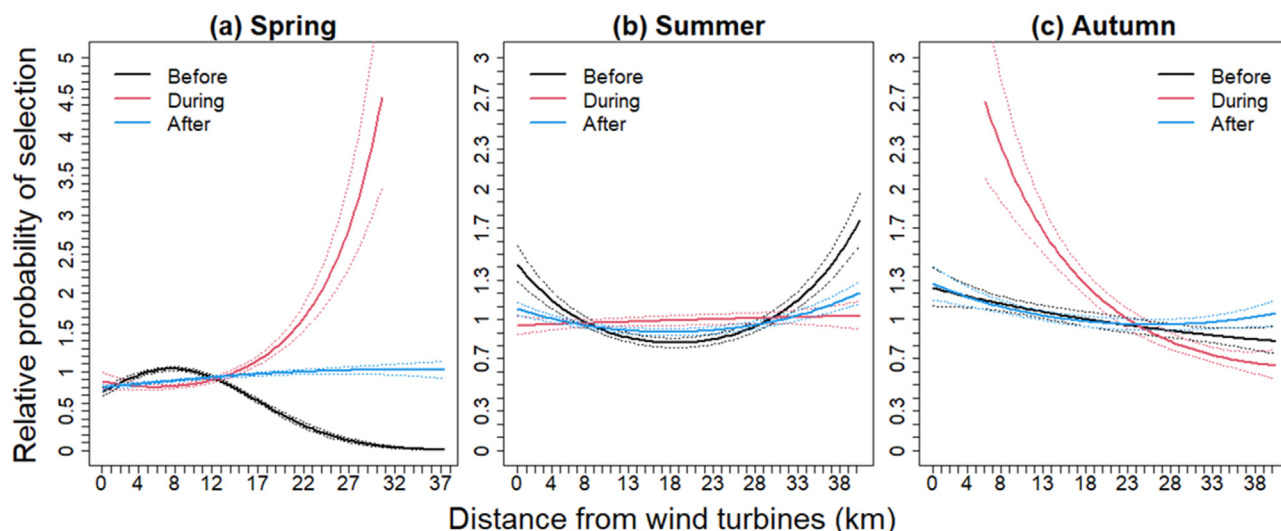 (a) Spring (b) Summer (c) Autumn
Relative probability of selection
5
4.5
4
3.5
3
2.5
2
1.5
1
0.5
0
Before
During
After
0 4 8 12 17 22 27 32 37
3
2.7
2.3
2
1.7
1.3
1
0.7
0.3
0
Before
During
After
0 4 8 13 18 23 28 33 38
3
2.7
2.3
2
1.7
1.3
1
0.7
0.3
0
Before
During
After
0 4 8 13 18 23 28 33 38
Distance from wind turbines (km)